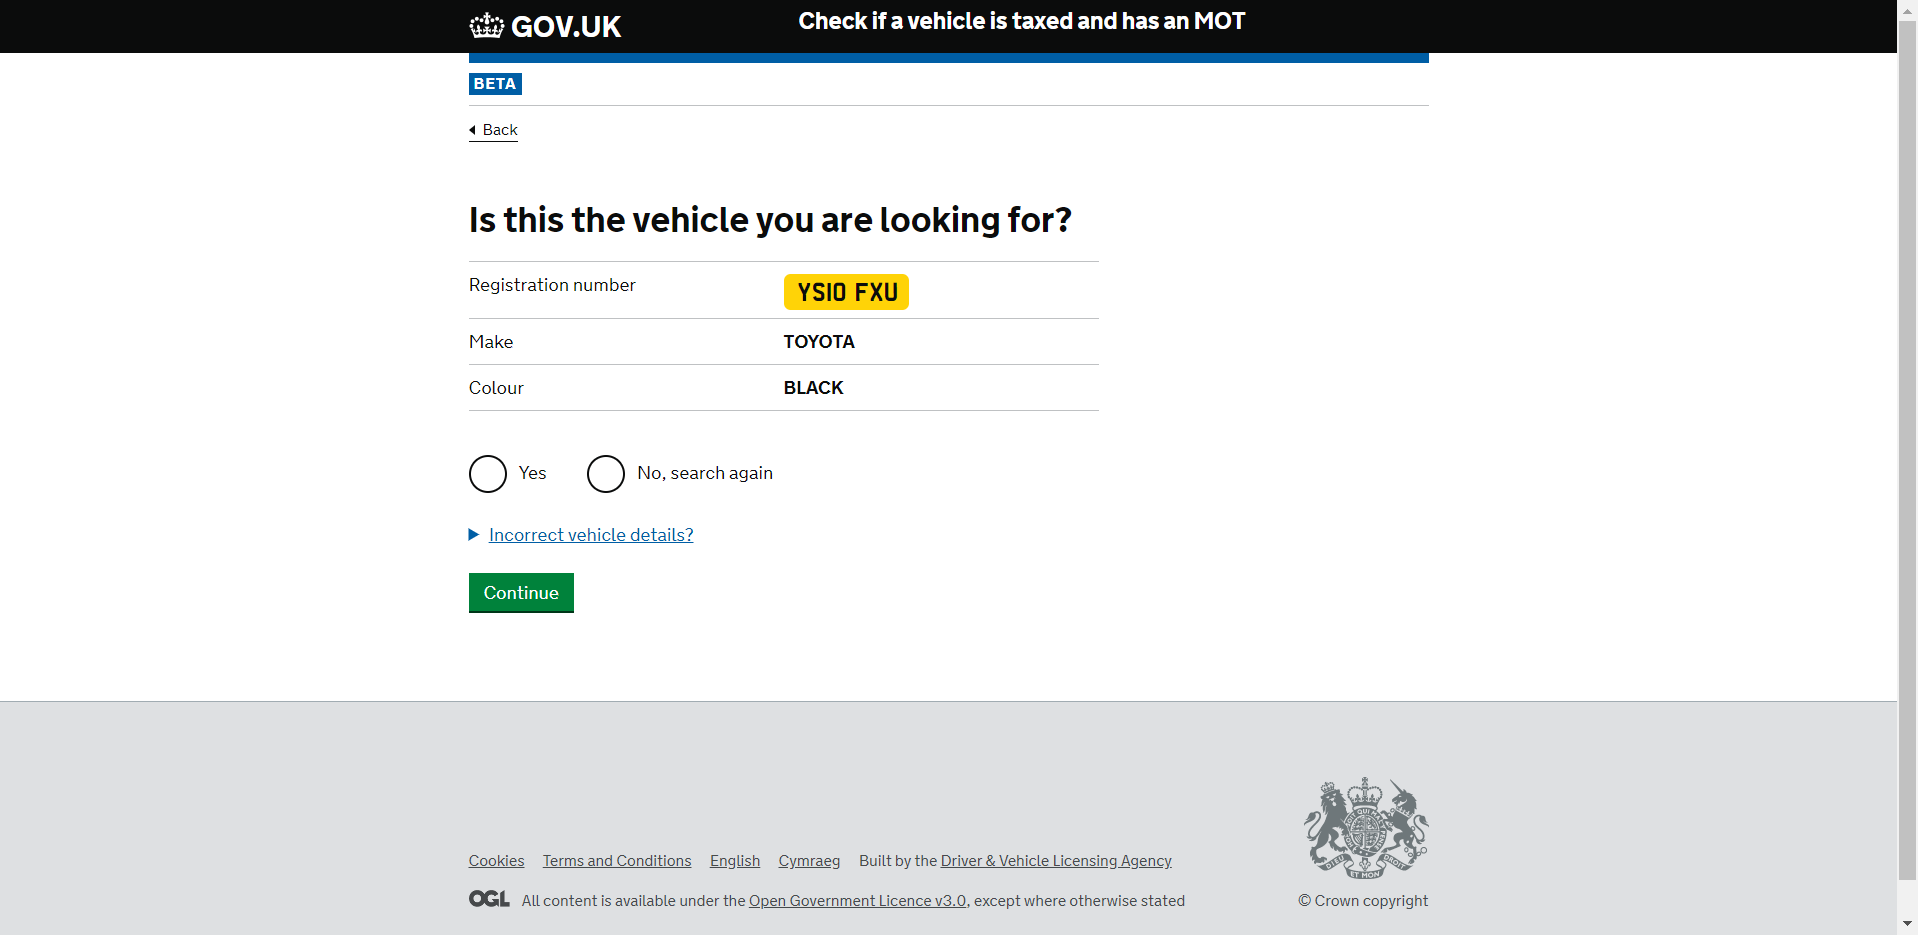 GOV.UK
Check if a vehicle is taxed and has an MOT
BETA
Back
Is this the vehicle you are looking for?
Registration number YS10 FXU
Make TOYOTA
Colour BLACK
Yes No, search again
Incorrect vehicle details?
Continue
Cookies Terms and Conditions English Cymraeg Built by the Driver & Vehicle Licensing Agency
OGL All content is available under the Open Government Licence v3.0, except where otherwise stated
© Crown copyright